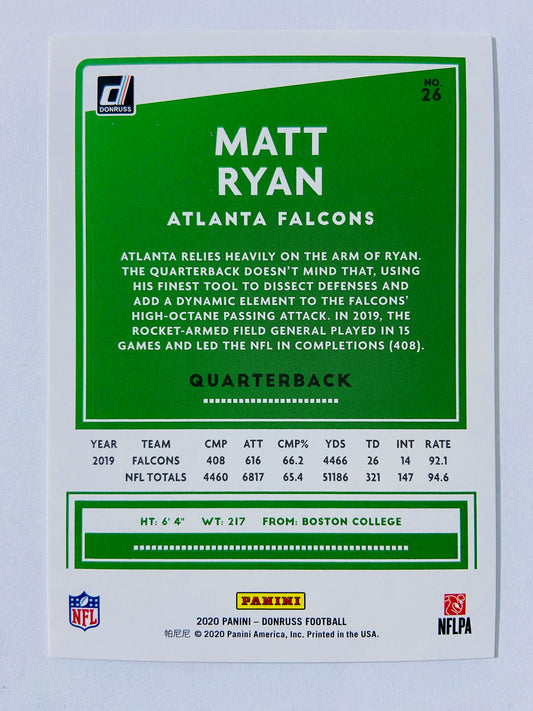 DONRUSS
NO.
26
MATT
RYAN
ATLANTA FALCONS
ATLANTA RELIES HEAVILY ON THE ARM OF RYAN.
THE QUARTERBACK DOESN'T MIND THAT, USING
HIS FINEST TOOL TO DISSECT DEFENSES AND
ADD A DYNAMIC ELEMENT TO THE FALCONS'
HIGH-OCTANE PASSING ATTACK. IN 2019, THE
ROCKET-ARMED FIELD GENERAL PLAYED IN 15
GAMES AND LED THE NFL IN COMPLETIONS (408).
QUARTERBACK
YEAR TEAM CMP ATT CMP% YDS TD INT RATE
2019 FALCONS 408 616 66.2 4466 26 14 92.1
NFL TOTALS 4460 6817 65.4 51186 321 147 94.6
HT: 6' 4" WT: 217 FROM: BOSTON COLLEGE
NFL
PANINI
NFLPA
2020 PANINI – DONRUSS FOOTBALL
帕尼尼 © 2020 Panini America, Inc. Printed in the USA.